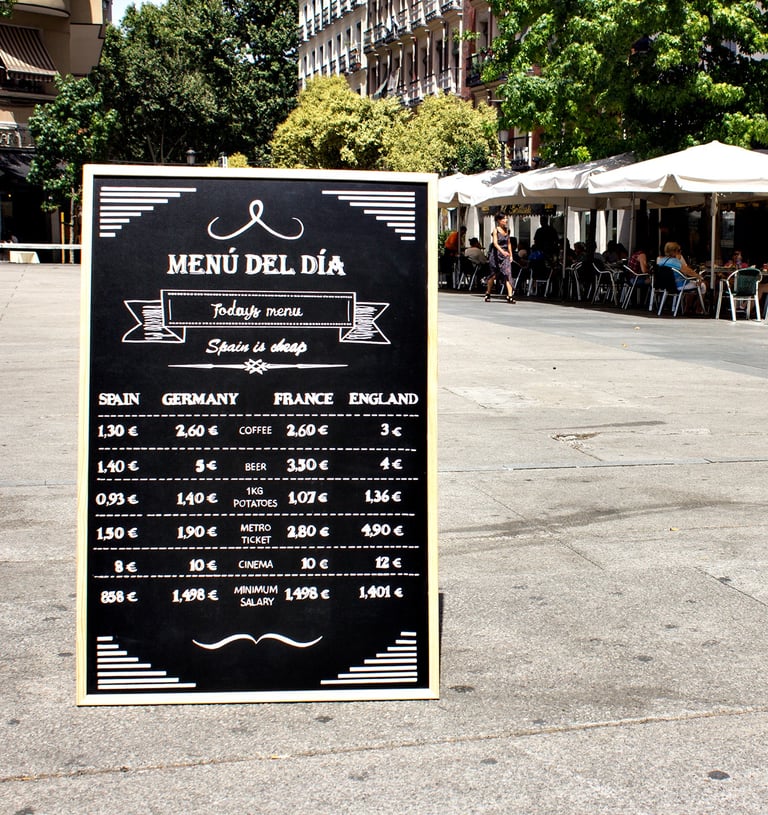 MENÚ DEL DÍA
Today's menu
Spain is cheap
SPAIN GERMANY FRANCE ENGLAND
1,30 € 2,60 € COFFEE 2,60 € 3 €
1,40 € 5 € BEER 3,50 € 4 €
0,93 € 1,40 € 1KG POTATOES 1,07 € 1,36 €
1,50 € 1,90 € METRO TICKET 2,80 € 4,90 €
8 € 10 € CINEMA 10 € 12 €
858 € 1,498 € MINIMUM SALARY 1,498 € 1,401 €